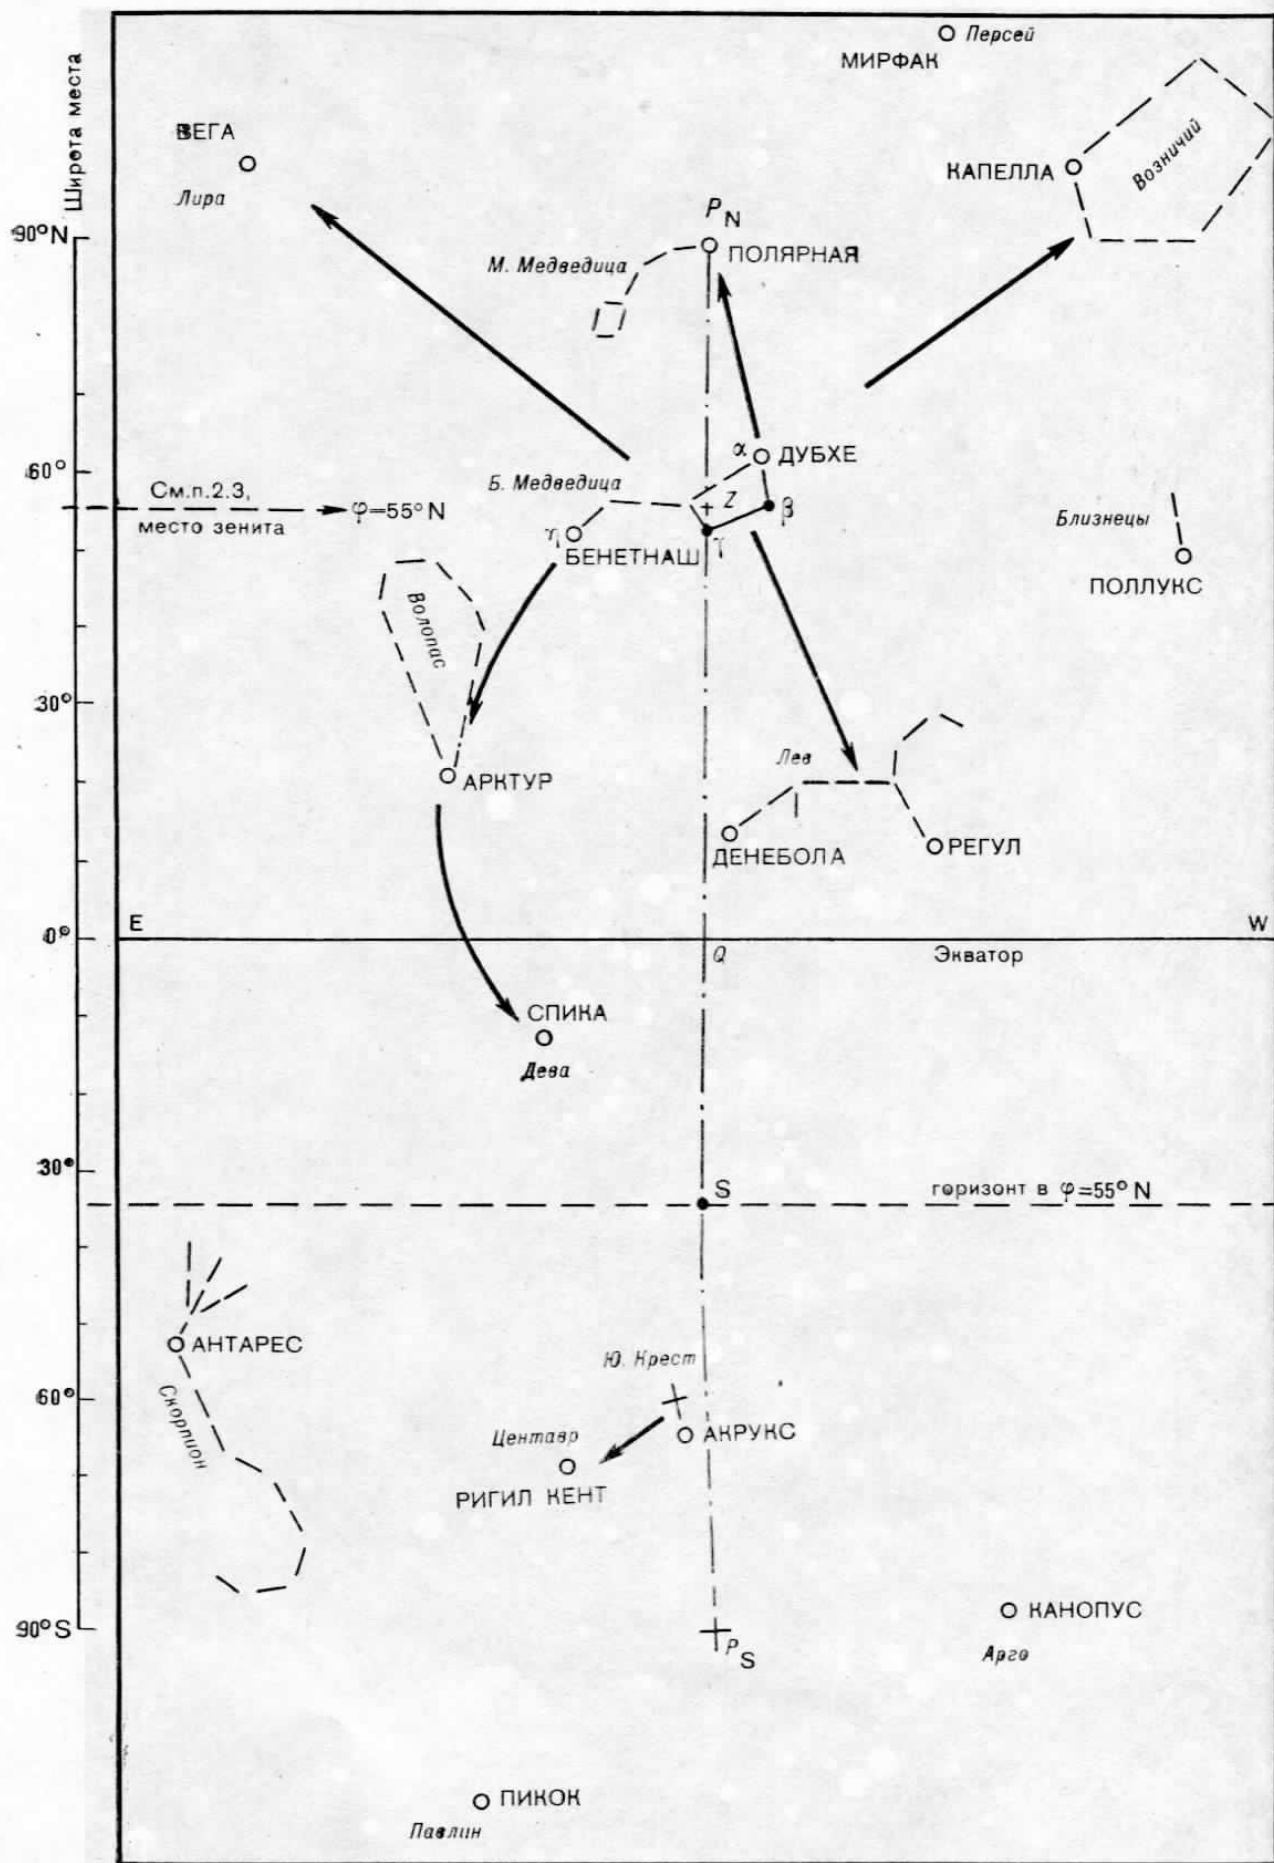 Широта места
Персей
МИРФАК
ВЕГА
Лира
КАПЕЛЛА
Возничий
P N
90°N
ПОЛЯРНАЯ
М. Медведица
α ДУБХЕ
60°
Б. Медведица
См.п.2.3,
место зенита
φ=55°N
Z
β
γ
η
БЕНЕТНАШ
Близнецы
ПОЛЛУКС
Волопас
30°
АРКТУР
Лев
ДЕНЕБОЛА
РЕГУЛ
E
W
0°
Q
Экватор
СПИКА
Дева
30°
S
горизонт в φ=55°N
АНТАРЕС
Скорпион
Ю. Крест
60°
АКРУКС
Центавр
РИГИЛ КЕНТ
90°S
P S
КАНОПУС
Арго
ПИКОК
Павлин